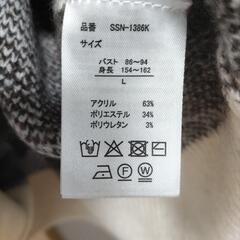 品番 SSN-1386K
サイズ
バスト 86〜94
身長 154〜162
L
アクリル 63%
ポリエステル 34%
ポリウレタン 3%
F W